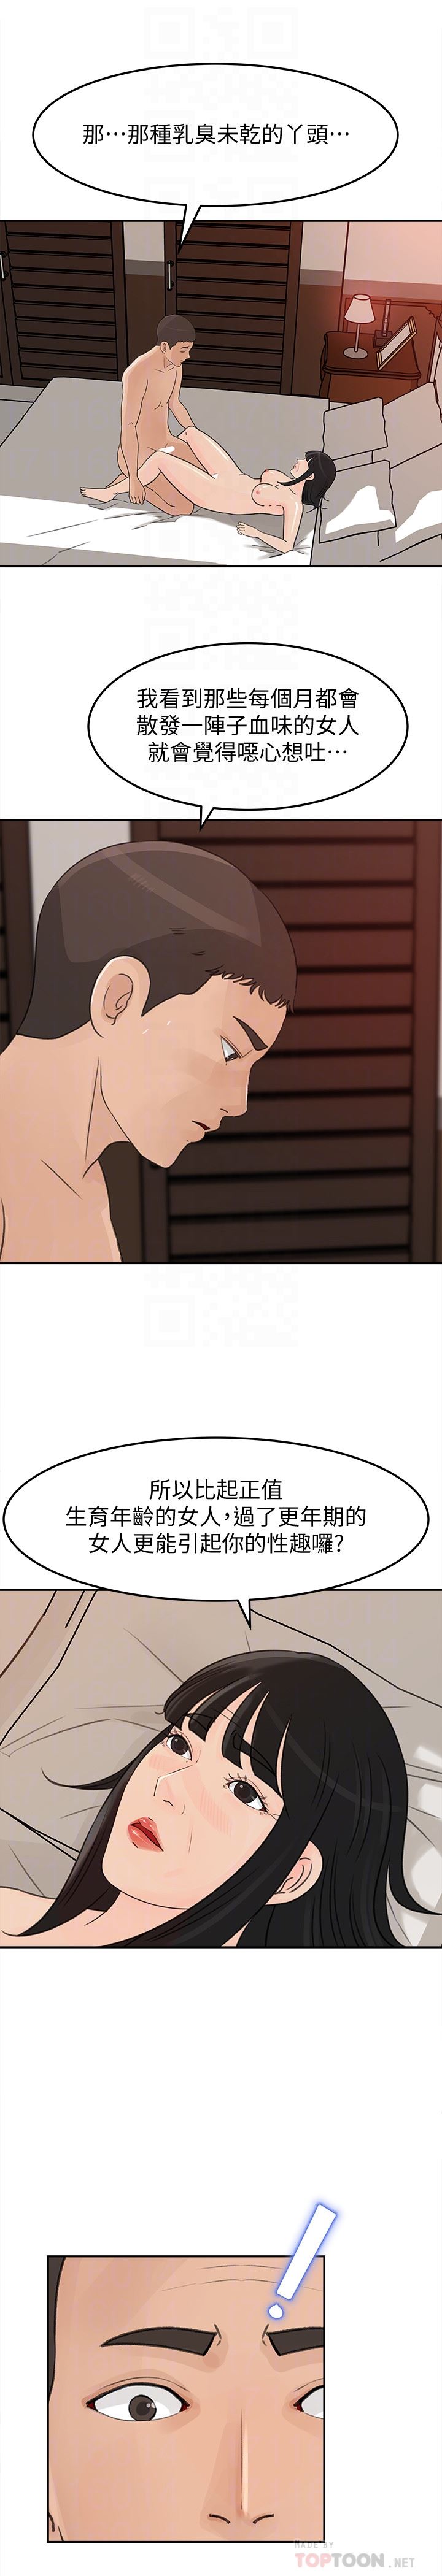 那⋯那種乳臭未乾的丫頭⋯
我看到那些每個月都會
散發一陣子血味的女人
就會覺得噁心想吐⋯
所以比起正值
生育年齡的女人，過了更年期的
女人更能引起你的性趣囉?
!
MADE BY
TOPTOON.NET